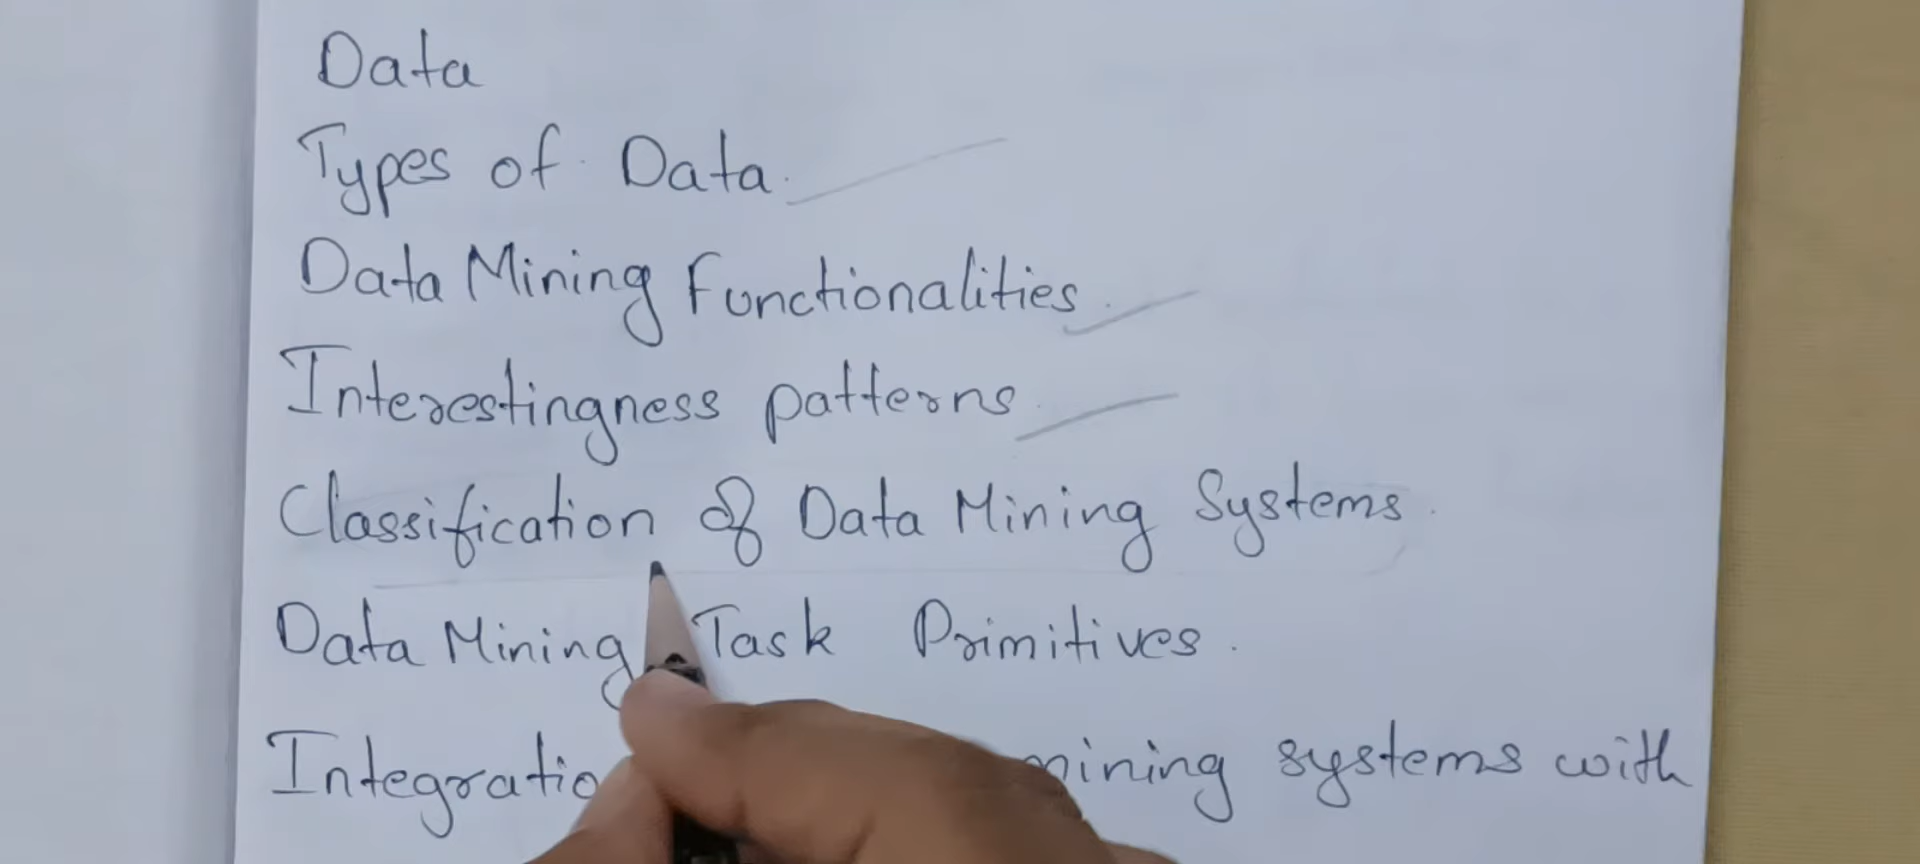 Data
Types of Data.
Data Mining Functionalities.
Interestingness patterns
Classification of Data Mining Systems.
Data Mining Task Primitives.
mining systems with